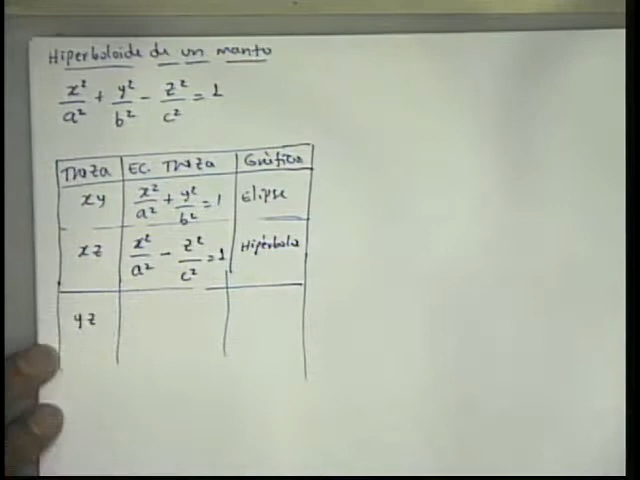 Hiperboloide de un manto
x²/a² + y²/b² - z²/c² = 1
Traza EC. Traza Gráfica
xy x²/a² + y²/b² = 1 Elipse
xz x²/a² - z²/c² = 1 Hipérbola
yz